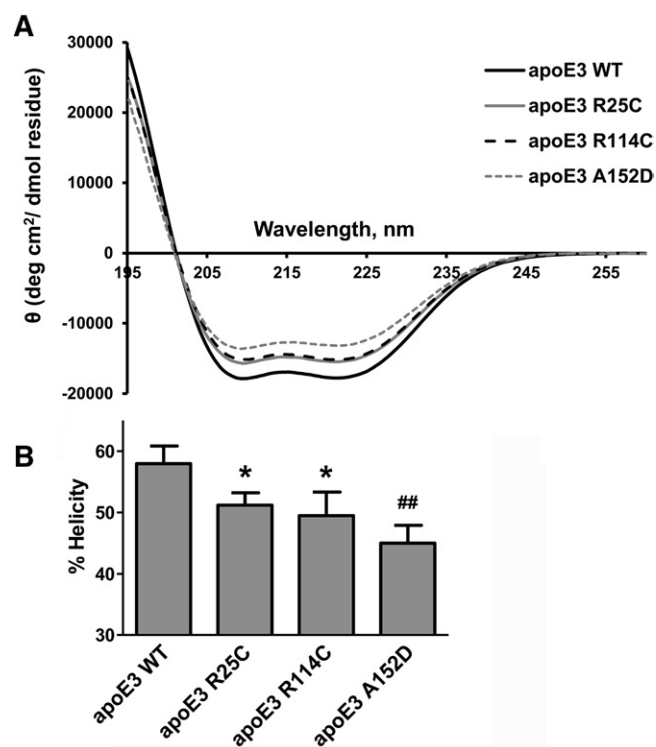 A
30000
20000
10000
0
-10000
-20000
θ (deg cm²/ dmol residue)
Wavelength, nm
195 205 215 225 235 245 255
apoE3 WT
apoE3 R25C
apoE3 R114C
apoE3 A152D
B
60
50
40
30
% Helicity
* * ##
apoE3 WT
apoE3 R25C
apoE3 R114C
apoE3 A152D